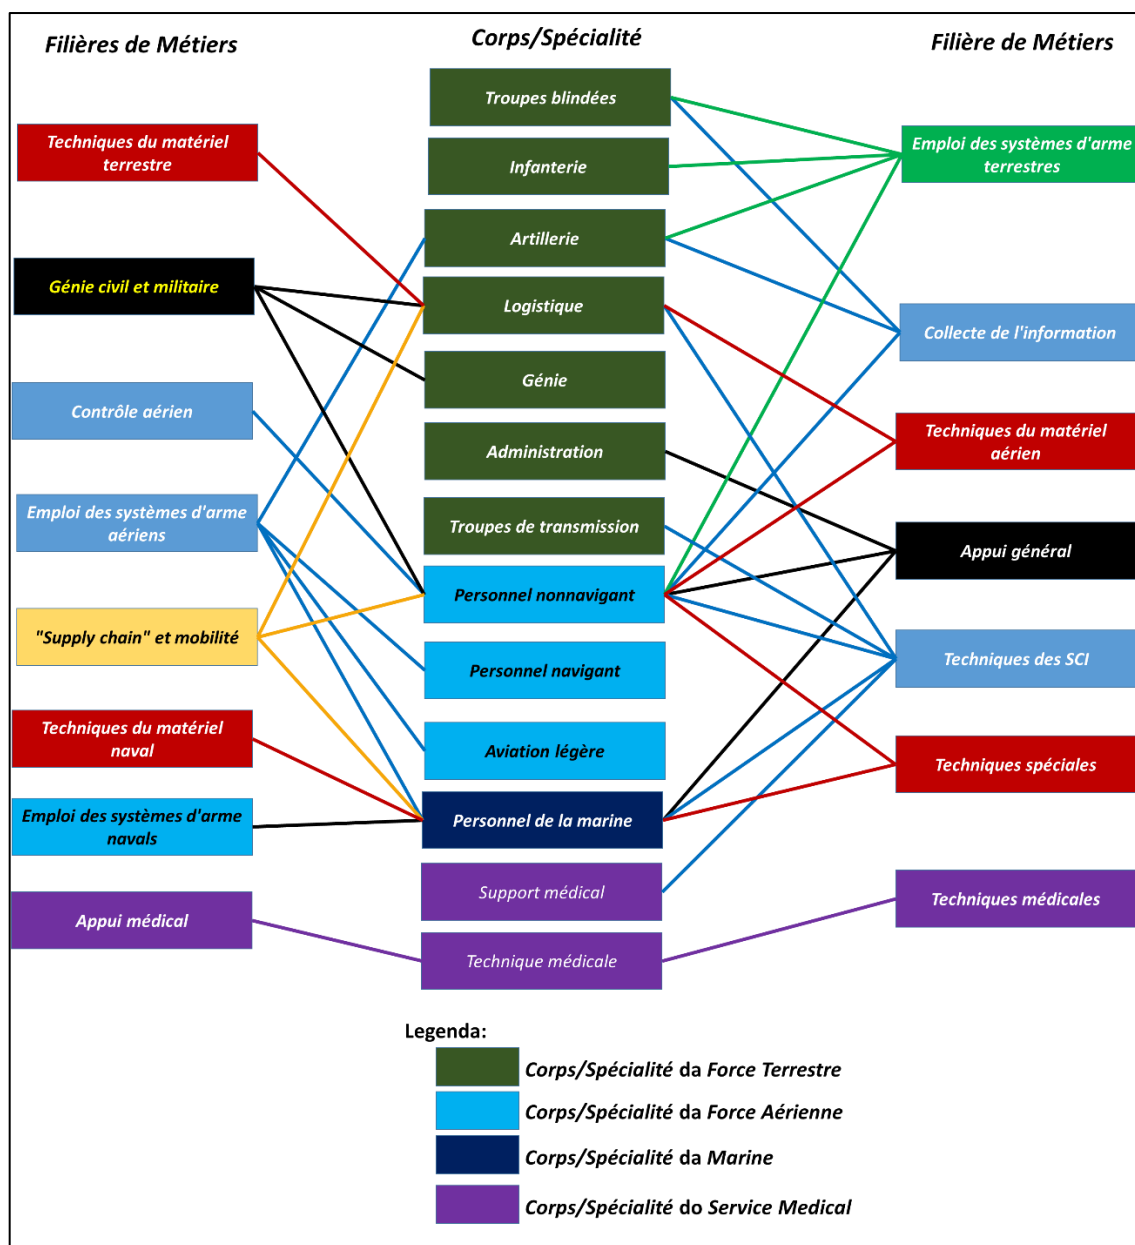 Filières de Métiers
Techniques du matériel
terrestre
Génie civil et militaire
Contrôle aérien
Emploi des systèmes d'arme
aériens
"Supply chain" et mobilité
Techniques du matériel
naval
Emploi des systèmes d'arme
navals
Appui médical
Corps/Spécialité
Troupes blindées
Infanterie
Artillerie
Logistique
Génie
Administration
Troupes de transmission
Personnel nonnavigant
Personnel navigant
Aviation légère
Personnel de la marine
Support médical
Technique médicale
Filière de Métiers
Emploi des systèmes d'arme
terrestres
Collecte de l'information
Techniques du matériel
aérien
Appui général
Techniques des SCI
Techniques spéciales
Techniques médicales
Legenda:
Corps/Spécialité da Force Terrestre
Corps/Spécialité da Force Aérienne
Corps/Spécialité da Marine
Corps/Spécialité do Service Medical